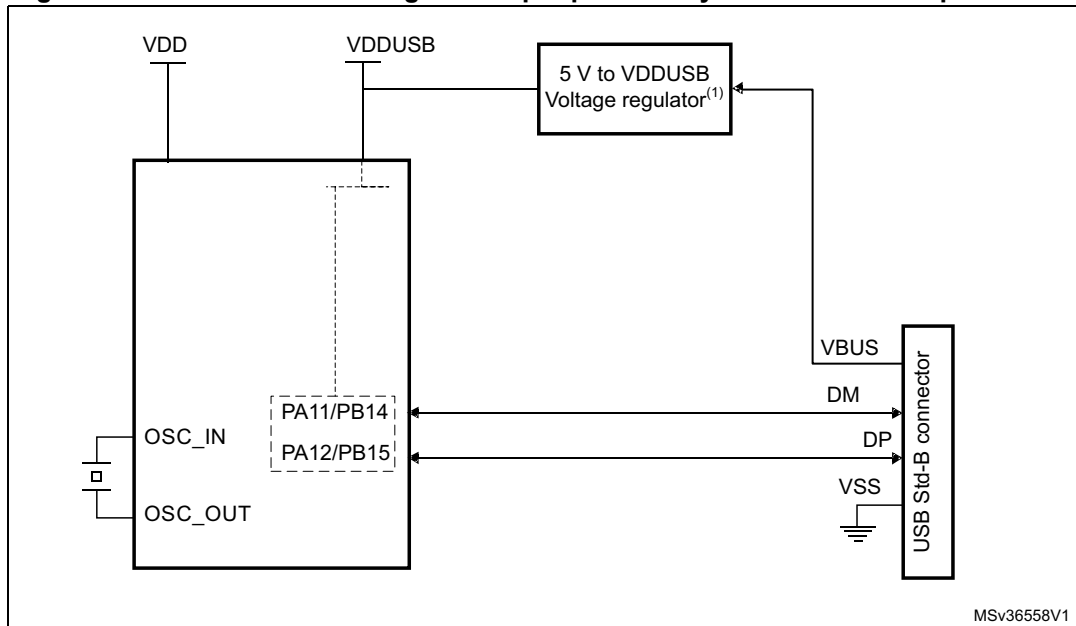 VDD
VDDUSB
5 V to VDDUSB
Voltage regulator(1)
VBUS
DM
PA11/PB14
DP
OSC_IN
PA12/PB15
VSS
OSC_OUT
USB Std-B connector
MSv36558V1